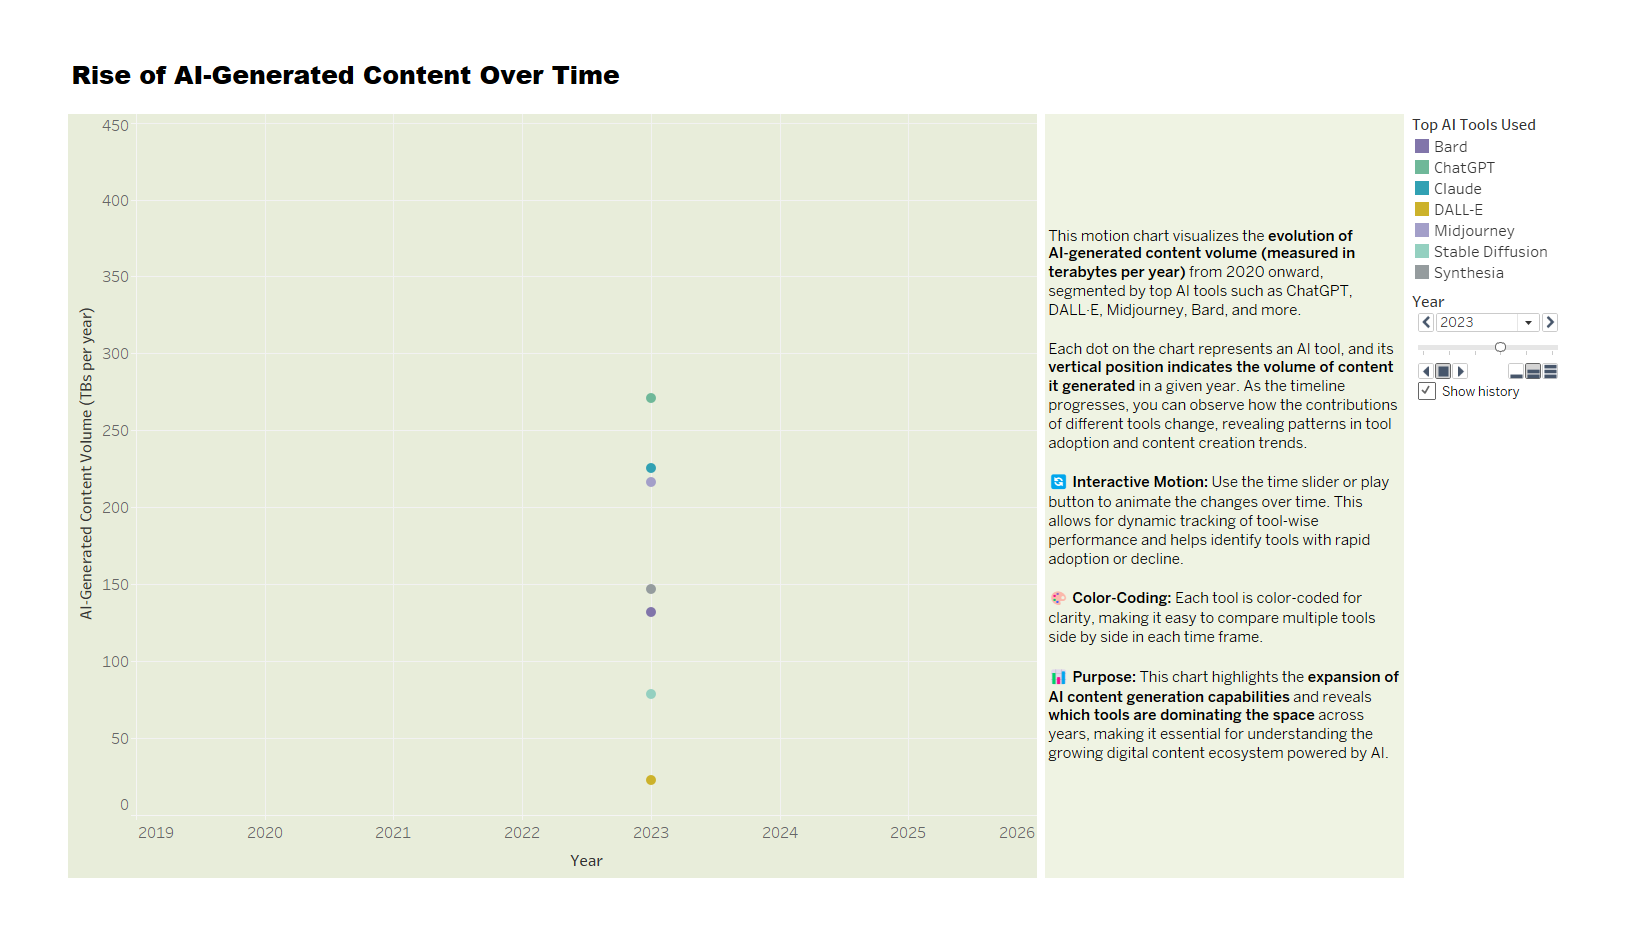 Rise of AI-Generated Content Over Time
450
400
350
300
250
200
150
100
50
0
AI-Generated Content Volume (TBs per year)
2019
2020
2021
2022
2023
2024
2025
2026
Year
This motion chart visualizes the evolution of
AI-generated content volume (measured in
terabytes per year) from 2020 onward,
segmented by top AI tools such as ChatGPT,
DALL·E, Midjourney, Bard, and more.
Each dot on the chart represents an AI tool, and its
vertical position indicates the volume of content
it generated in a given year. As the timeline
progresses, you can observe how the contributions
of different tools change, revealing patterns in tool
adoption and content creation trends.
Interactive Motion: Use the time slider or play
button to animate the changes over time. This
allows for dynamic tracking of tool-wise
performance and helps identify tools with rapid
adoption or decline.
Color-Coding: Each tool is color-coded for
clarity, making it easy to compare multiple tools
side by side in each time frame.
Purpose: This chart highlights the expansion of
AI content generation capabilities and reveals
which tools are dominating the space across
years, making it essential for understanding the
growing digital content ecosystem powered by AI.
Top AI Tools Used
Bard
ChatGPT
Claude
DALL-E
Midjourney
Stable Diffusion
Synthesia
Year
2023
Show history